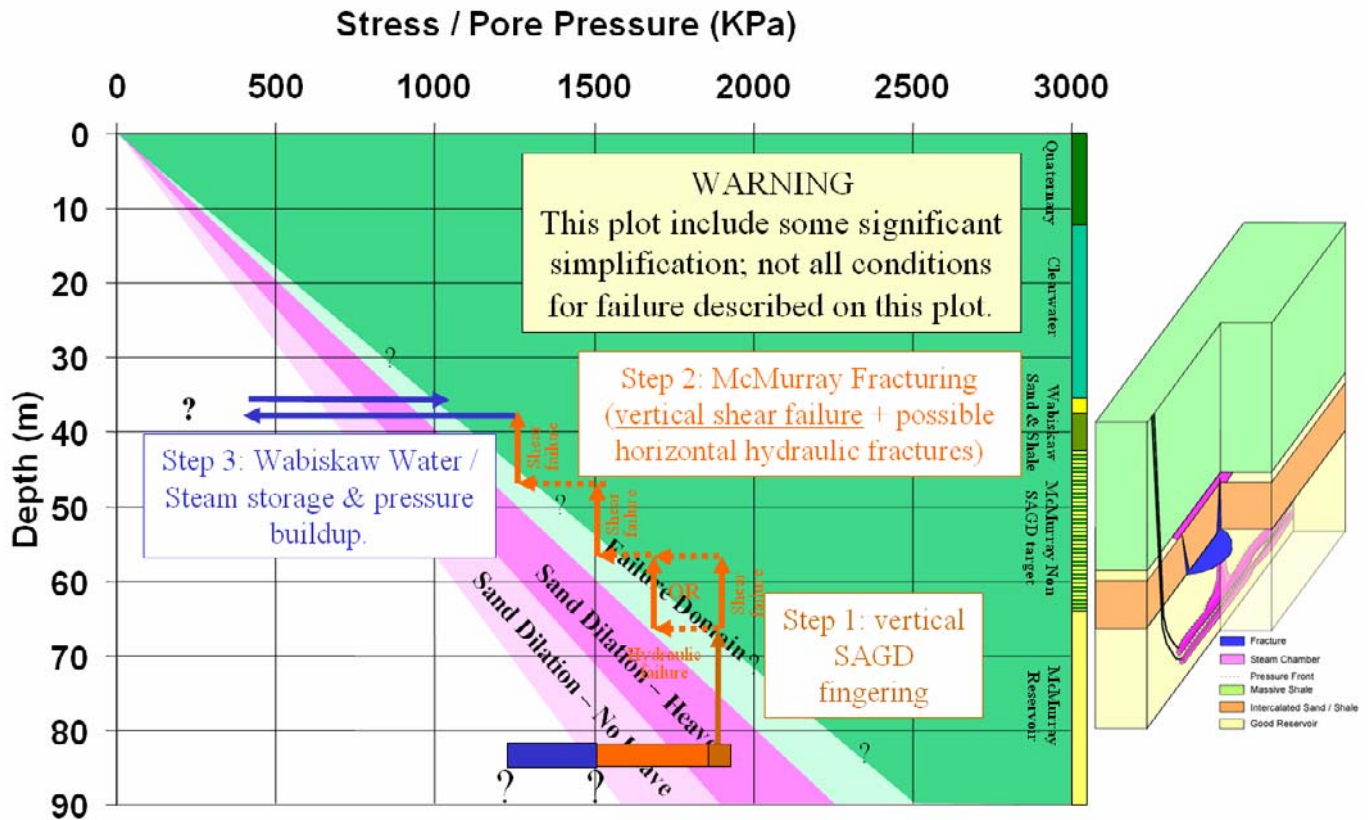 Stress / Pore Pressure (KPa)
0 500 1000 1500 2000 2500 3000
Depth (m)
0
10
20
30
40
50
60
70
80
90
WARNING
This plot include some significant
simplification; not all conditions
for failure described on this plot.
Step 2: McMurray Fracturing
(vertical shear failure + possible
horizontal hydraulic fractures)
Step 3: Wabiskaw Water /
Steam storage & pressure
buildup.
Step 1: vertical
SAGD
fingering
?
?
?
?
?
?
?
Shear
failure
Shear
failure
Shear
failure
OR
Hydraulic
failure
Failure Domain
Sand Dilation – Heave
Sand Dilation – No Heave
Quaternary
Clearwater
Wabiskaw
Sand & Shale
McMurray Non
SAGD target
McMurray
Reservoir
Fracture
Steam Chamber
Pressure Front
Massive Shale
Intercalated Sand / Shale
Good Reservoir